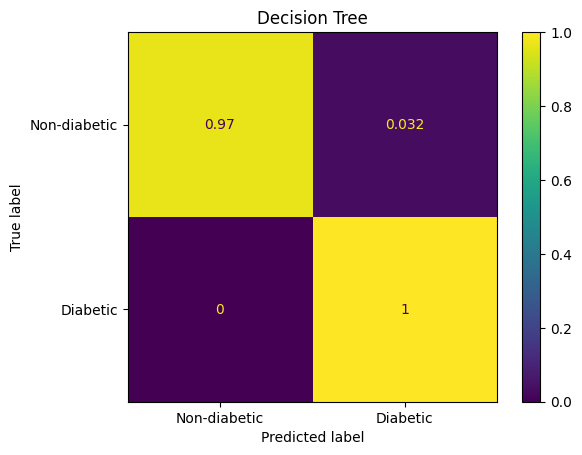 Decision Tree
True label
Non-diabetic
0.97
0.032
Diabetic
0
1
Non-diabetic
Diabetic
Predicted label
1.0
0.8
0.6
0.4
0.2
0.0